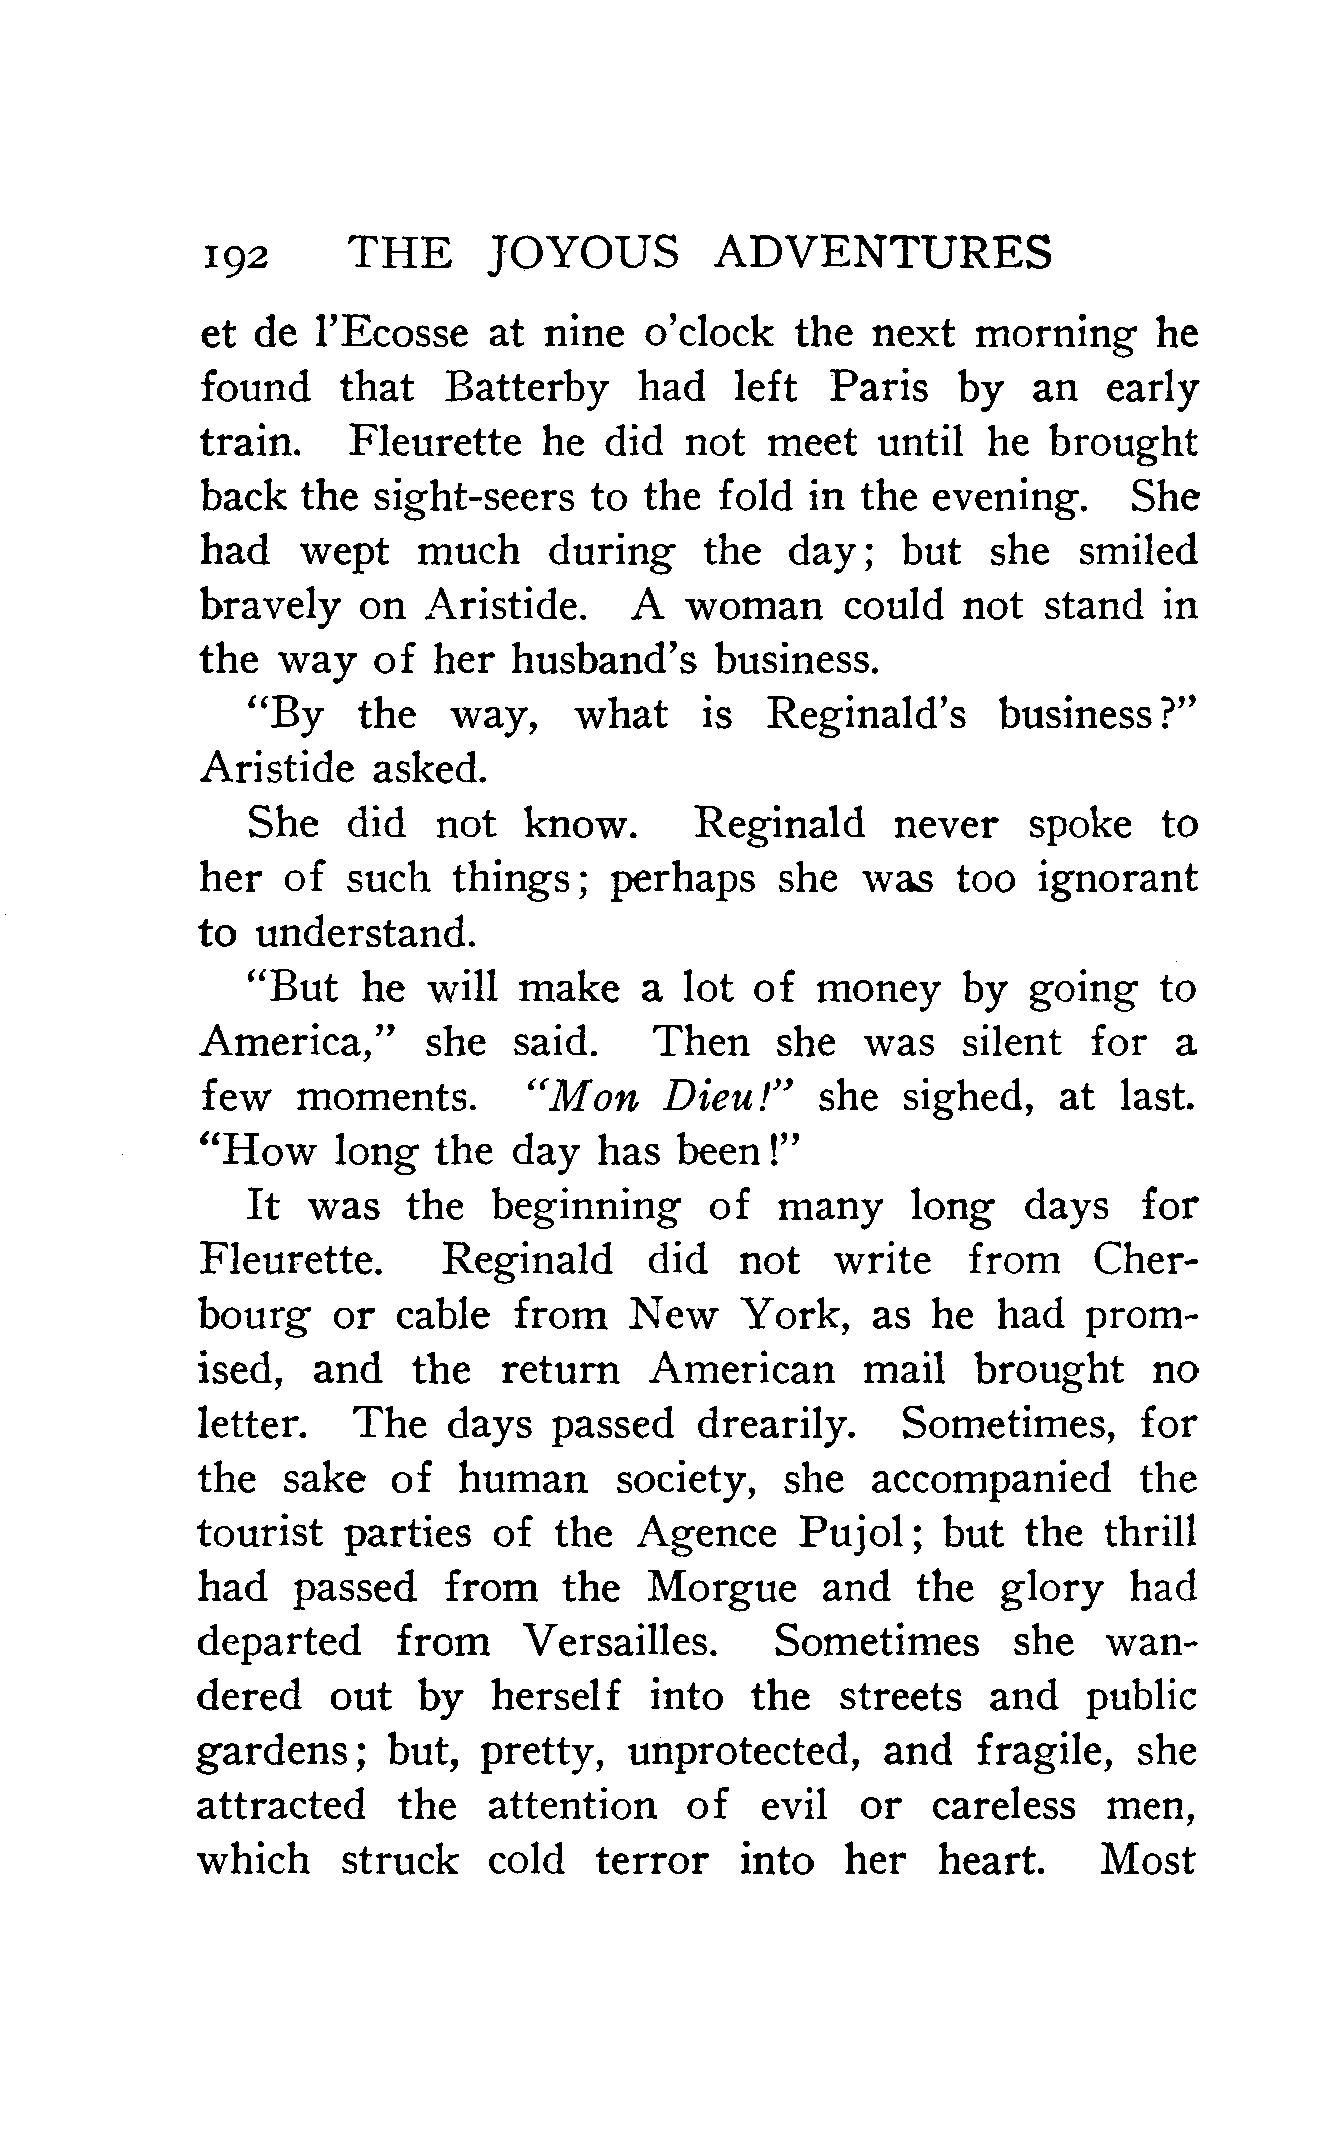 192 THE JOYOUS ADVENTURES
et de l'Ecosse at nine o'clock the next morning he
found that Batterby had left Paris by an early
train. Fleurette he did not meet until he brought
back the sight-seers to the fold in the evening. She
had wept much during the day; but she smiled
bravely on Aristide. A woman could not stand in
the way of her husband's business.
"By the way, what is Reginald's business?"
Aristide asked.
She did not know. Reginald never spoke to
her of such things; perhaps she was too ignorant
to understand.
"But he will make a lot of money by going to
America," she said. Then she was silent for a
few moments. "Mon Dieu!" she sighed, at last.
"How long the day has been!"
It was the beginning of many long days for
Fleurette. Reginald did not write from Cher-
bourg or cable from New York, as he had prom-
ised, and the return American mail brought no
letter. The days passed drearily. Sometimes, for
the sake of human society, she accompanied the
tourist parties of the Agence Pujol; but the thrill
had passed from the Morgue and the glory had
departed from Versailles. Sometimes she wan-
dered out by herself into the streets and public
gardens; but, pretty, unprotected, and fragile, she
attracted the attention of evil or careless men,
which struck cold terror into her heart. Most